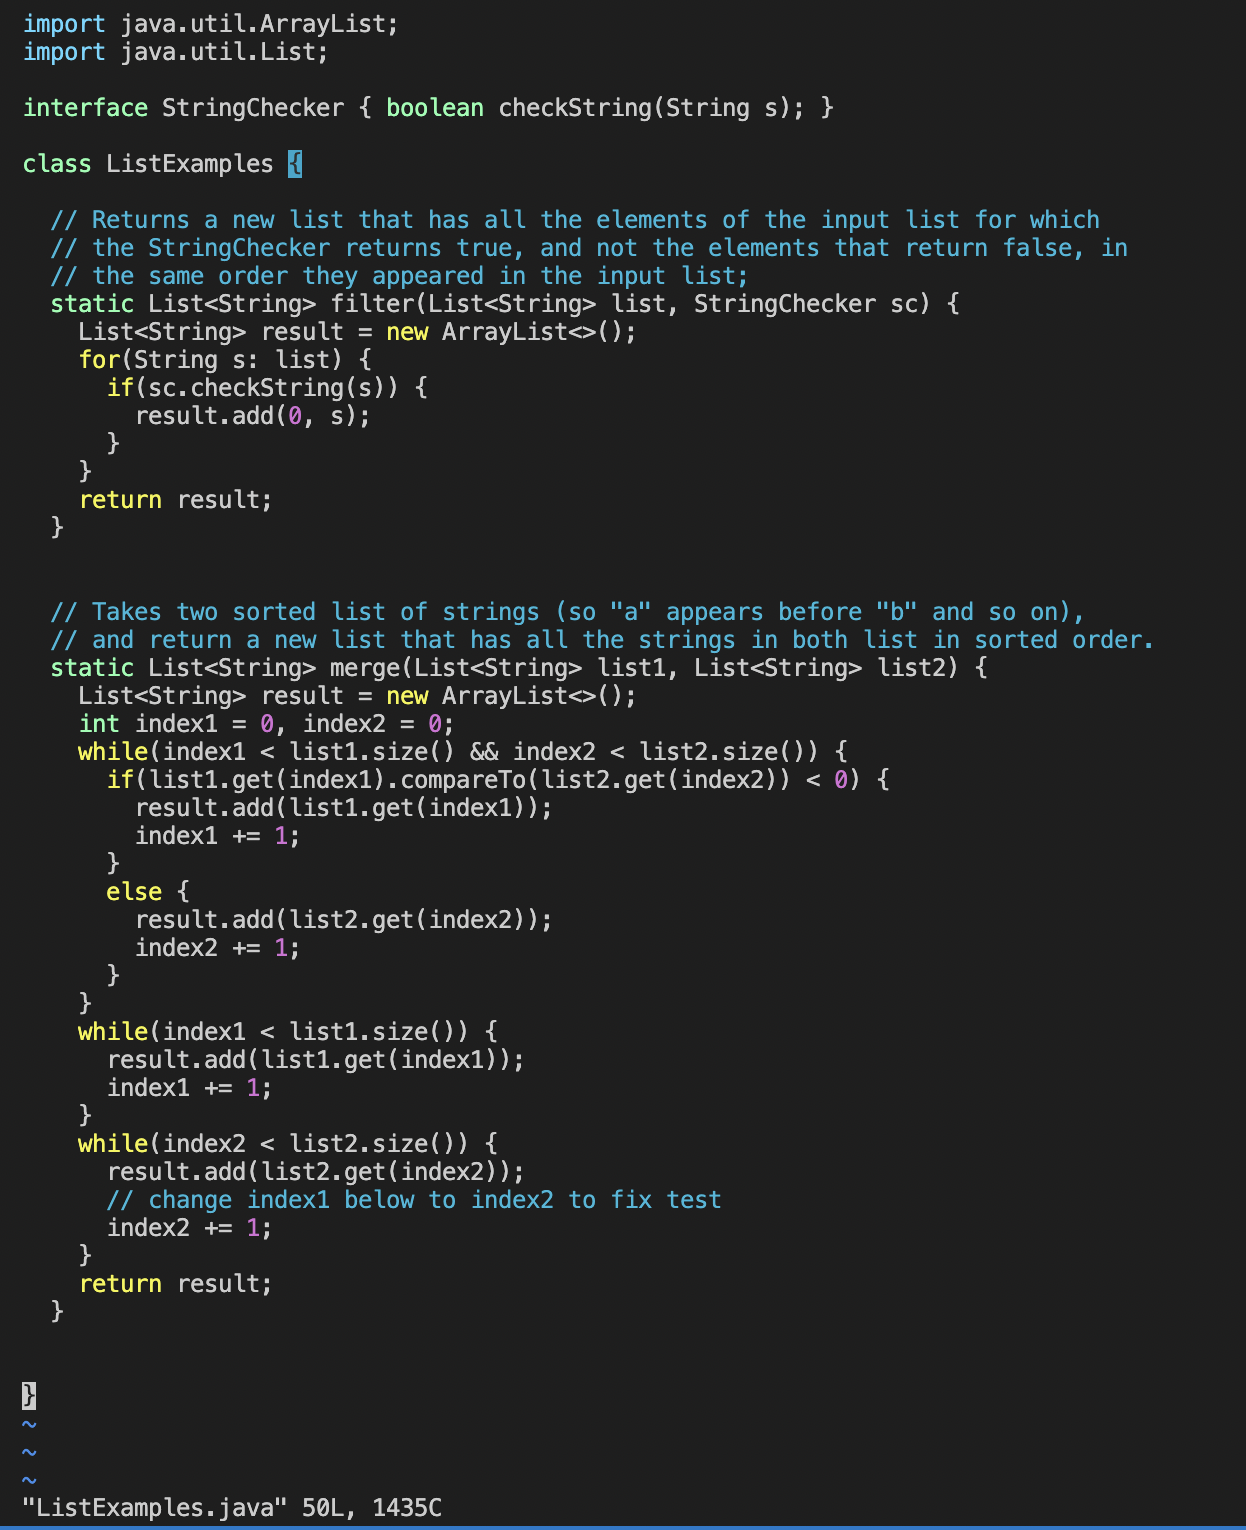 import java.util.ArrayList;
import java.util.List;

interface StringChecker { boolean checkString(String s); }

class ListExamples {

  // Returns a new list that has all the elements of the input list for which
  // the StringChecker returns true, and not the elements that return false, in
  // the same order they appeared in the input list;
  static List<String> filter(List<String> list, StringChecker sc) {
    List<String> result = new ArrayList<>();
    for(String s: list) {
      if(sc.checkString(s)) {
        result.add(0, s);
      }
    }
    return result;
  }


  // Takes two sorted list of strings (so "a" appears before "b" and so on),
  // and return a new list that has all the strings in both list in sorted order.
  static List<String> merge(List<String> list1, List<String> list2) {
    List<String> result = new ArrayList<>();
    int index1 = 0, index2 = 0;
    while(index1 < list1.size() && index2 < list2.size()) {
      if(list1.get(index1).compareTo(list2.get(index2)) < 0) {
        result.add(list1.get(index1));
        index1 += 1;
      }
      else {
        result.add(list2.get(index2));
        index2 += 1;
      }
    }
    while(index1 < list1.size()) {
      result.add(list1.get(index1));
      index1 += 1;
    }
    while(index2 < list2.size()) {
      result.add(list2.get(index2));
      // change index1 below to index2 to fix test
      index2 += 1;
    }
    return result;
  }


}
~
~
~
"ListExamples.java" 50L, 1435C